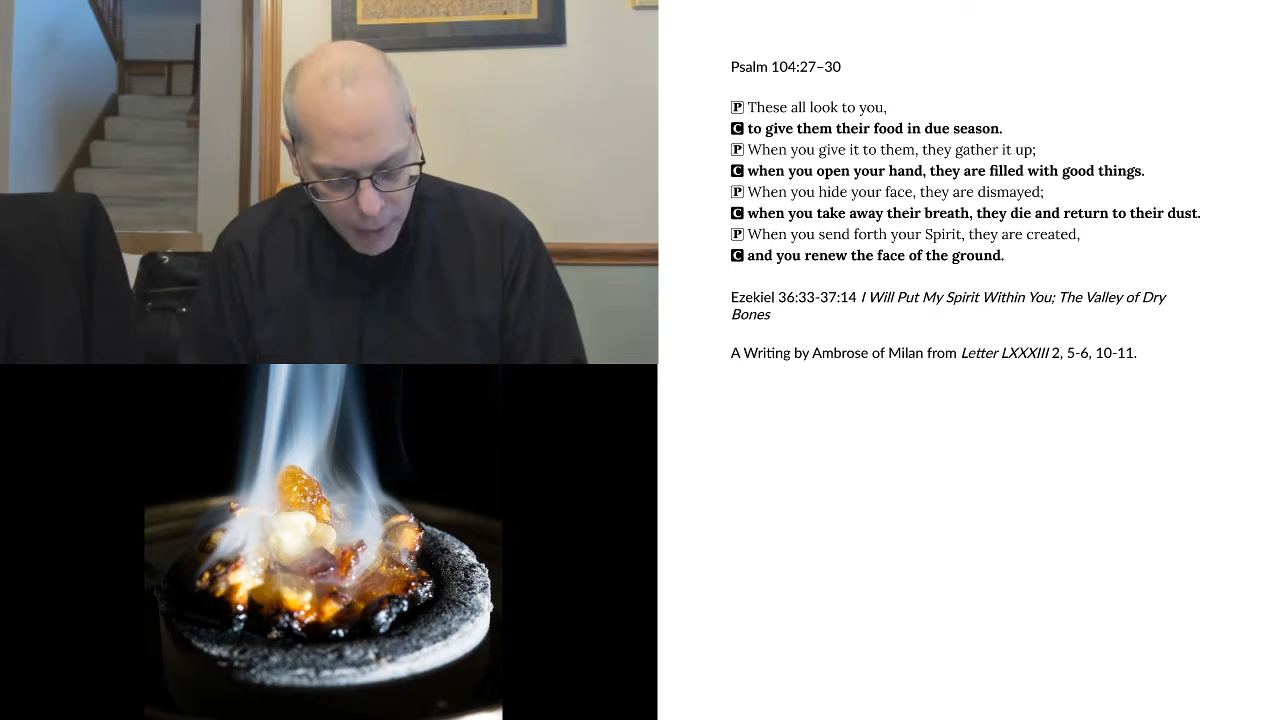 Psalm 104:27–30
P These all look to you,
C to give them their food in due season.
P When you give it to them, they gather it up;
C when you open your hand, they are filled with good things.
P When you hide your face, they are dismayed;
C when you take away their breath, they die and return to their dust.
P When you send forth your Spirit, they are created,
C and you renew the face of the ground.
Ezekiel 36:33-37:14 I Will Put My Spirit Within You; The Valley of Dry
Bones
A Writing by Ambrose of Milan from Letter LXXXIII 2, 5-6, 10-11.